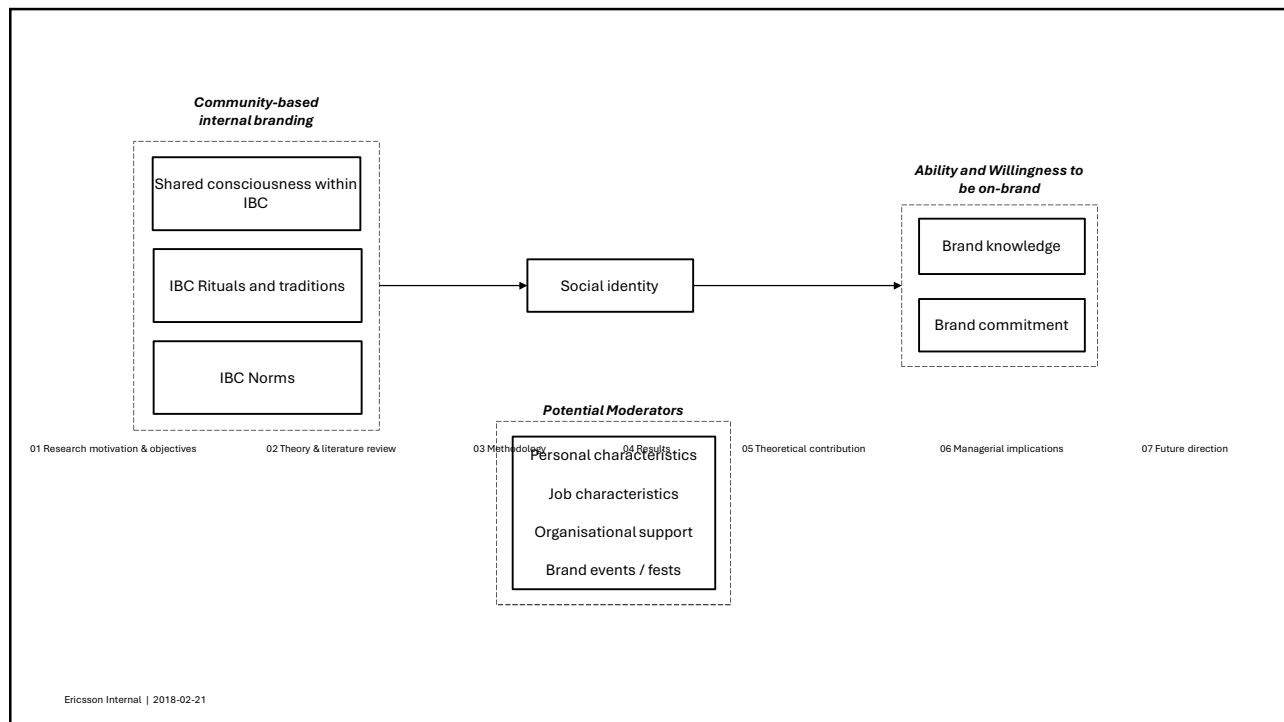 Community-based
internal branding
Shared consciousness within
IBC
IBC Rituals and traditions
IBC Norms
Social identity
Ability and Willingness to
be on-brand
Brand knowledge
Brand commitment
Potential Moderators
Personal characteristics
Job characteristics
Organisational support
Brand events / fests
01 Research motivation & objectives
02 Theory & literature review
03 Methodology
04 Results
05 Theoretical contribution
06 Managerial implications
07 Future direction
Ericsson Internal | 2018-02-21